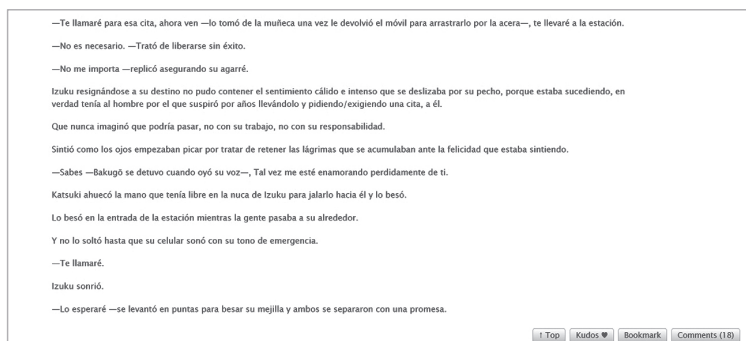 —Te llamaré para esa cita, ahora ven —lo tomó de la muñeca una vez le devolvió el móvil para arrastrarlo por la acera—, te llevaré a la estación.
—No es necesario. —Trató de liberarse sin éxito.
—No me importa —replicó asegurando su agarré.
Izuku resignándose a su destino no pudo contener el sentimiento cálido e intenso que se deslizaba por su pecho, porque estaba sucediendo, en
verdad tenía al hombre por el que suspiró por años llevándolo y pidiendo/exigiendo una cita, a él.
Que nunca imaginó que podría pasar, no con su trabajo, no con su responsabilidad.
Sintió como los ojos empezaban picar por tratar de retener las lágrimas que se acumulaban ante la felicidad que estaba sintiendo.
—Sabes —Bakugō se detuvo cuando oyó su voz—, Tal vez me esté enamorando perdidamente de ti.
Katsuki ahuecó la mano que tenía libre en la nuca de Izuku para jalarlo hacia él y lo besó.
Lo besó en la entrada de la estación mientras la gente pasaba a su alrededor.
Y no lo soltó hasta que su celular sonó con su tono de emergencia.
—Te llamaré.
Izuku sonrió.
—Lo esperaré —se levantó en puntas para besar su mejilla y ambos se separaron con una promesa.
↑ Top Kudos ♥ Bookmark Comments (18)